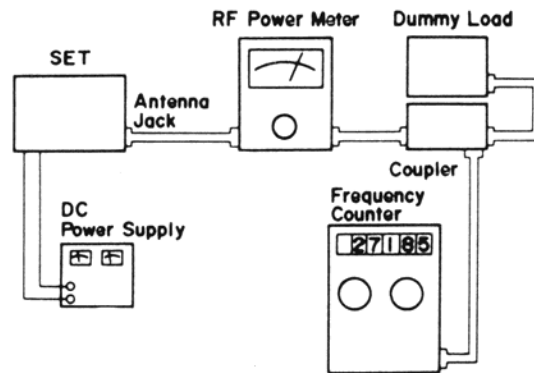 RF Power Meter
Dummy Load
SET
Antenna
Jack
Coupler
Frequency
Counter
27185
DC
Power Supply